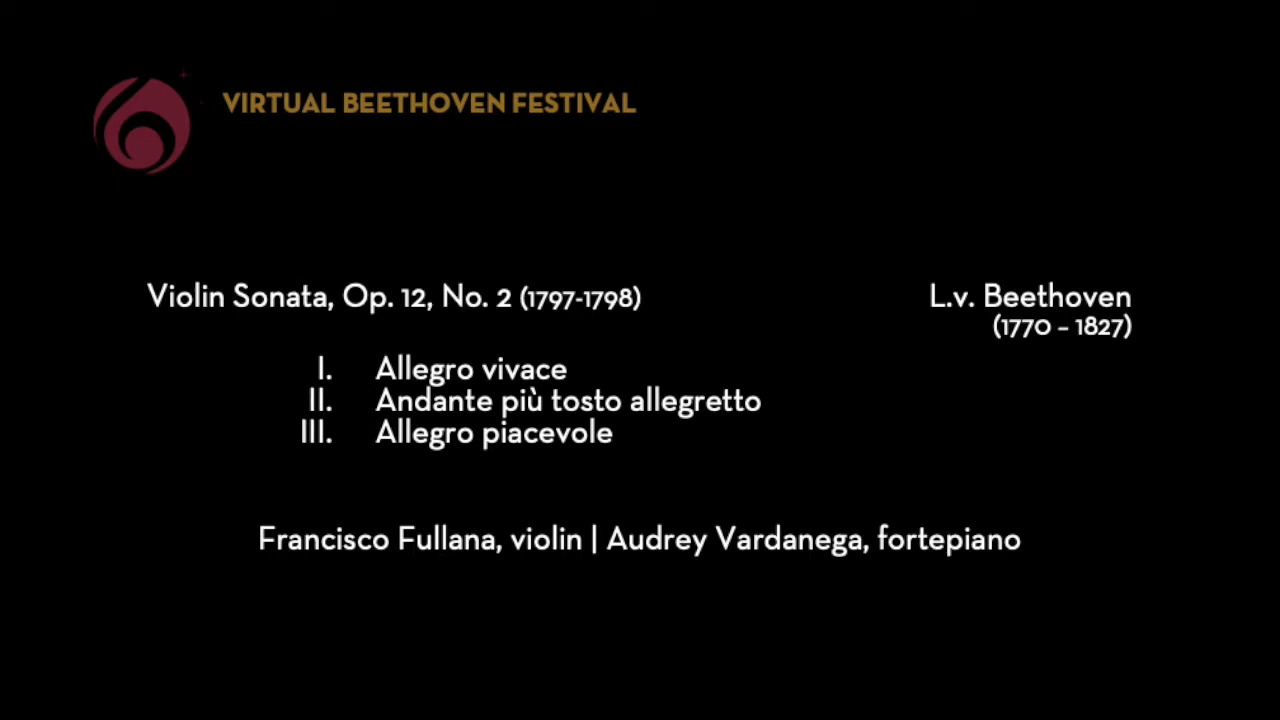 VIRTUAL BEETHOVEN FESTIVAL
Violin Sonata, Op. 12, No. 2 (1797-1798) L.v. Beethoven
(1770 – 1827)
I. Allegro vivace
II. Andante più tosto allegretto
III. Allegro piacevole
Francisco Fullana, violin | Audrey Vardanega, fortepiano